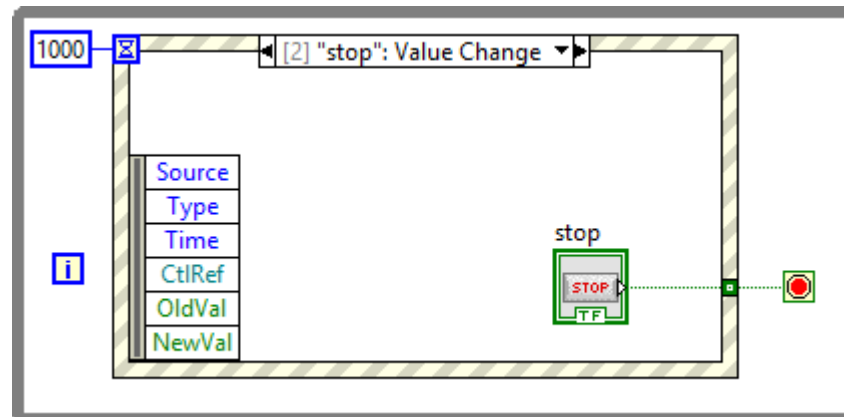 1000
[2] "stop": Value Change
Source
Type
Time
CtlRef
OldVal
NewVal
i
stop
STOP
TF